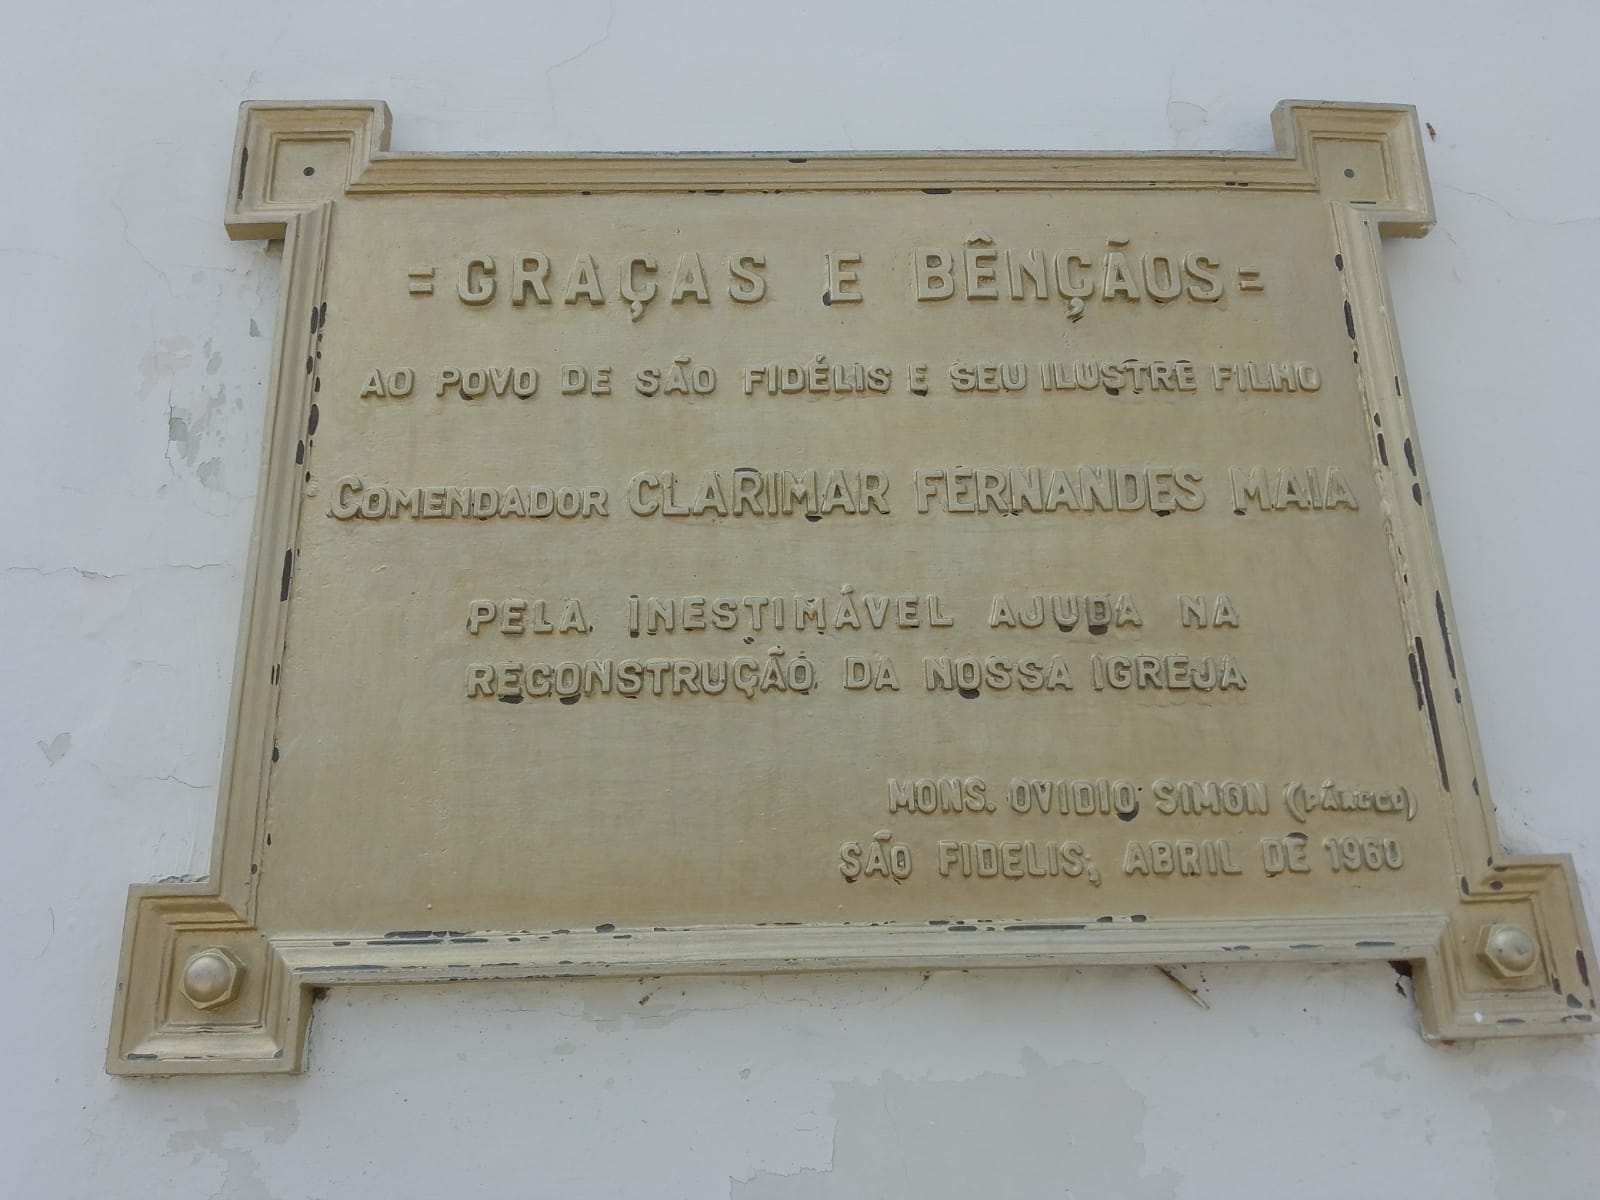 =GRAÇAS E BÊNÇÃOS=
AO POVO DE SÃO FIDÉLIS E SEU ILUSTRE FILHO
COMENDADOR CLARIMAR FERNANDES MAIA
PELA INESTIMÁVEL AJUDA NA
RECONSTRUÇÃO DA NOSSA IGREJA
MONS. OVIDIO SIMON (PÁROCO)
SÃO FIDELIS, ABRIL DE 1960